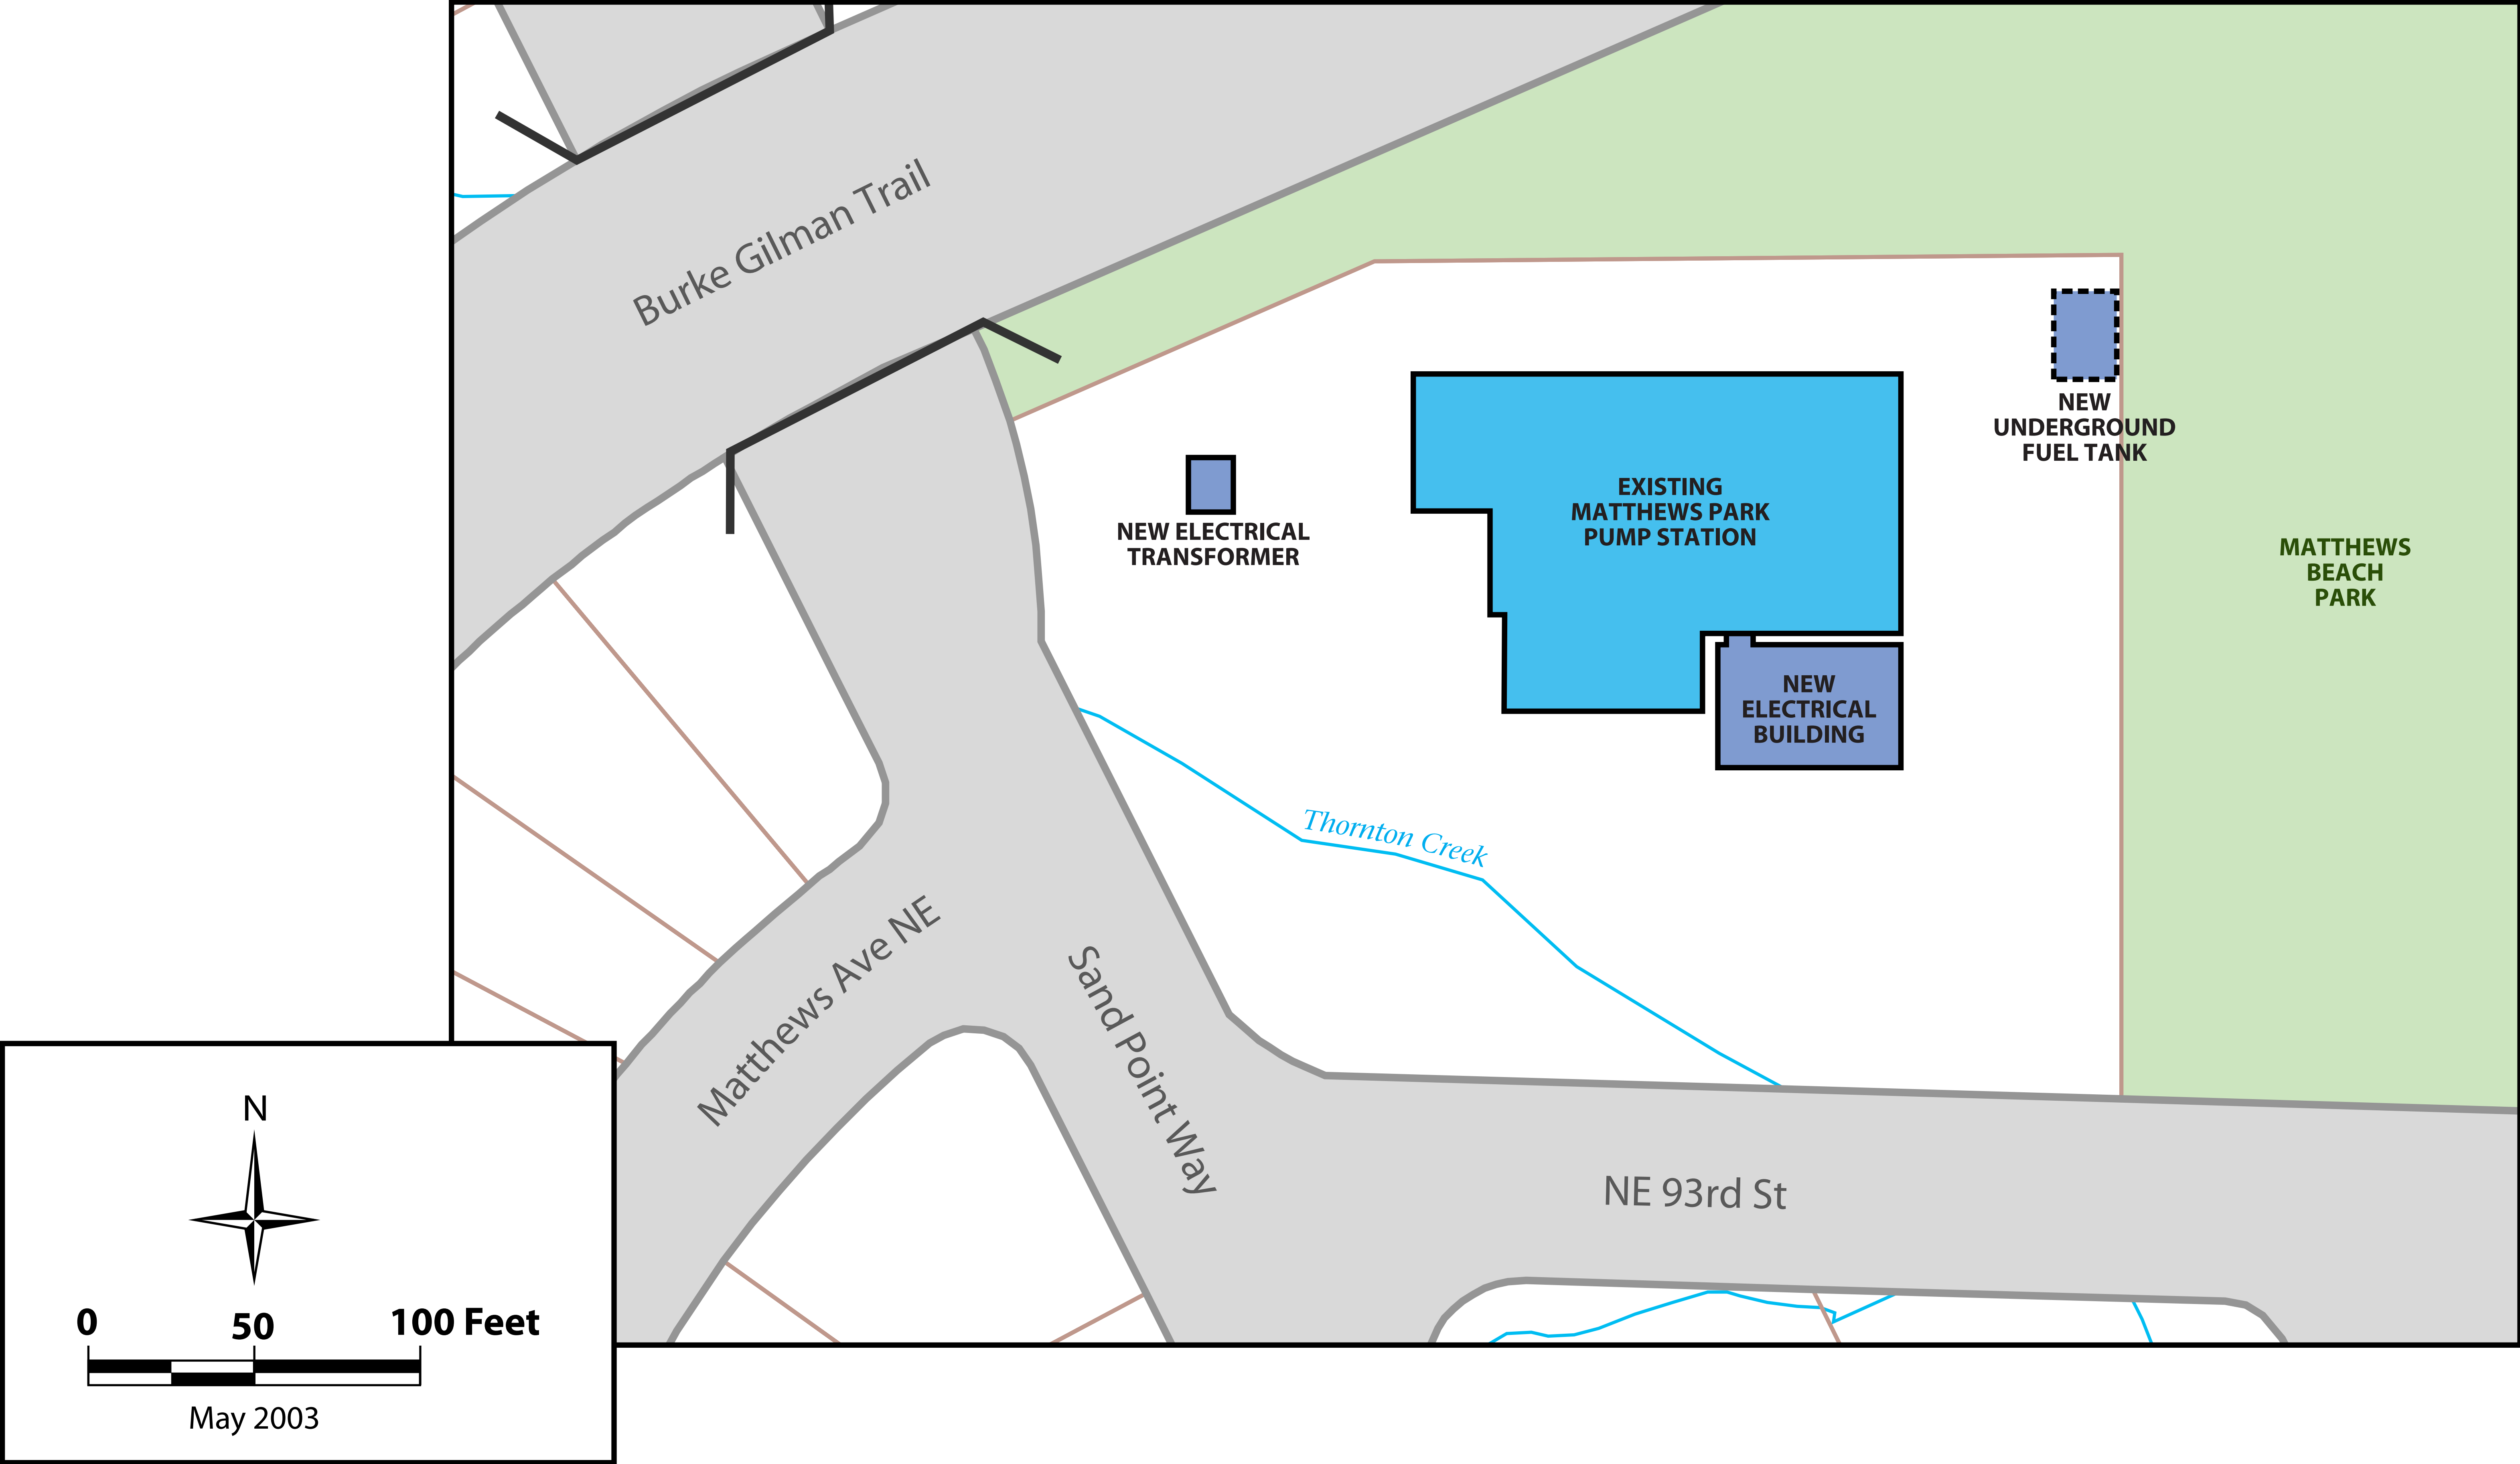 Burke Gilman Trail
NEW
UNDERGROUND
FUEL TANK
EXISTING
MATTHEWS PARK
PUMP STATION
NEW ELECTRICAL
TRANSFORMER
MATTHEWS
BEACH
PARK
NEW
ELECTRICAL
BUILDING
Thornton Creek
Matthews Ave NE
Sand Point Way
NE 93rd St
N
0 50 100 Feet
May 2003